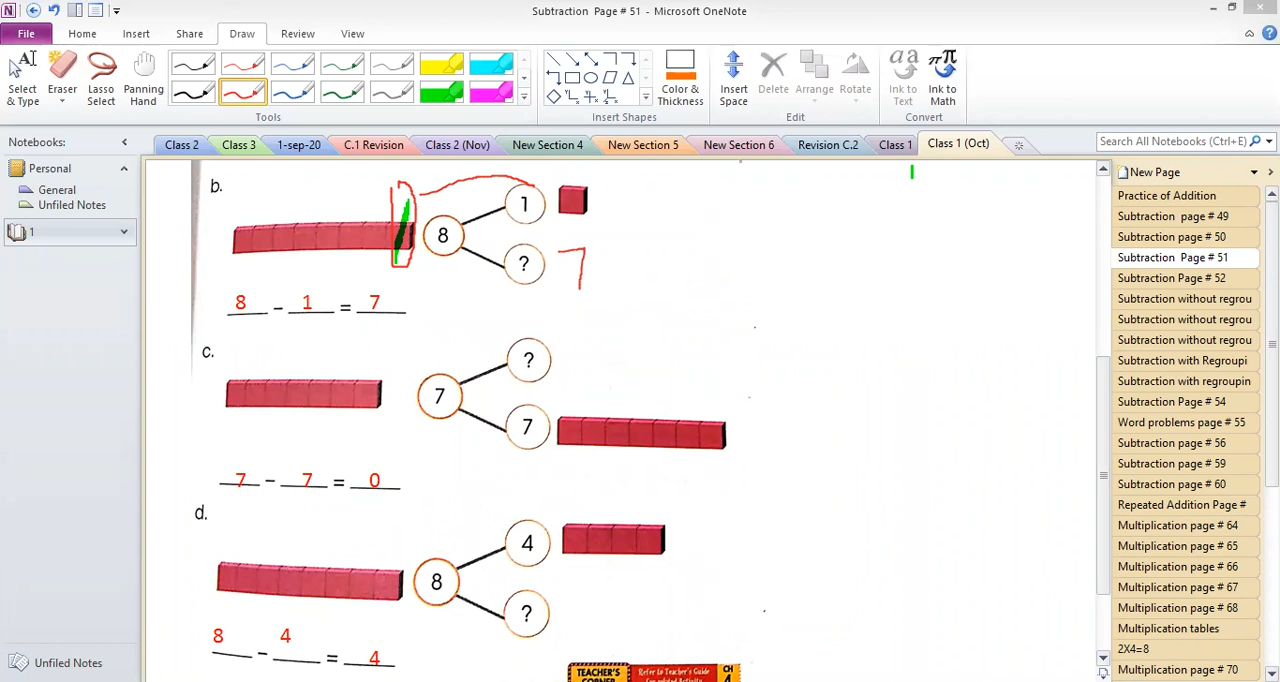 Subtraction Page # 51 - Microsoft OneNote
File Home Insert Share Draw Review View
Select & Type
Eraser
Lasso Select
Panning Hand
Tools
Insert Shapes
Color & Thickness
Insert Space
Delete
Arrange
Rotate
Edit
Ink to Text
Ink to Math
Convert
Notebooks:
Personal
General
Unfiled Notes
1
Unfiled Notes
Class 2 Class 3 1-sep-20 C.1 Revision Class 2 (Nov) New Section 4 New Section 5 New Section 6 Revision C.2 Class 1 Class 1 (Oct)
Search All Notebooks (Ctrl+E)
b.
8
1
?
7
8 - 1 = 7
c.
7
?
7
7 - 7 = 0
d.
8
4
?
8 - 4 = 4
TEACHER'S CORNER
Refer to Teacher's Guide
CH 4
New Page
Practice of Addition
Subtraction page # 49
Subtraction page # 50
Subtraction Page # 51
Subtraction Page # 52
Subtraction without regrou
Subtraction without regrou
Subtraction without regrou
Subtraction with Regroupi
Subtraction with regroupin
Subtraction Page # 54
Word problems page # 55
Subtraction page # 56
Subtraction page # 59
Subtraction page # 60
Repeated Addition Page #
Multiplication page # 64
Multiplication page # 65
Multiplication page # 66
Multiplication page # 67
Multiplication page # 68
Multiplication tables
2X4=8
Multiplication page # 70